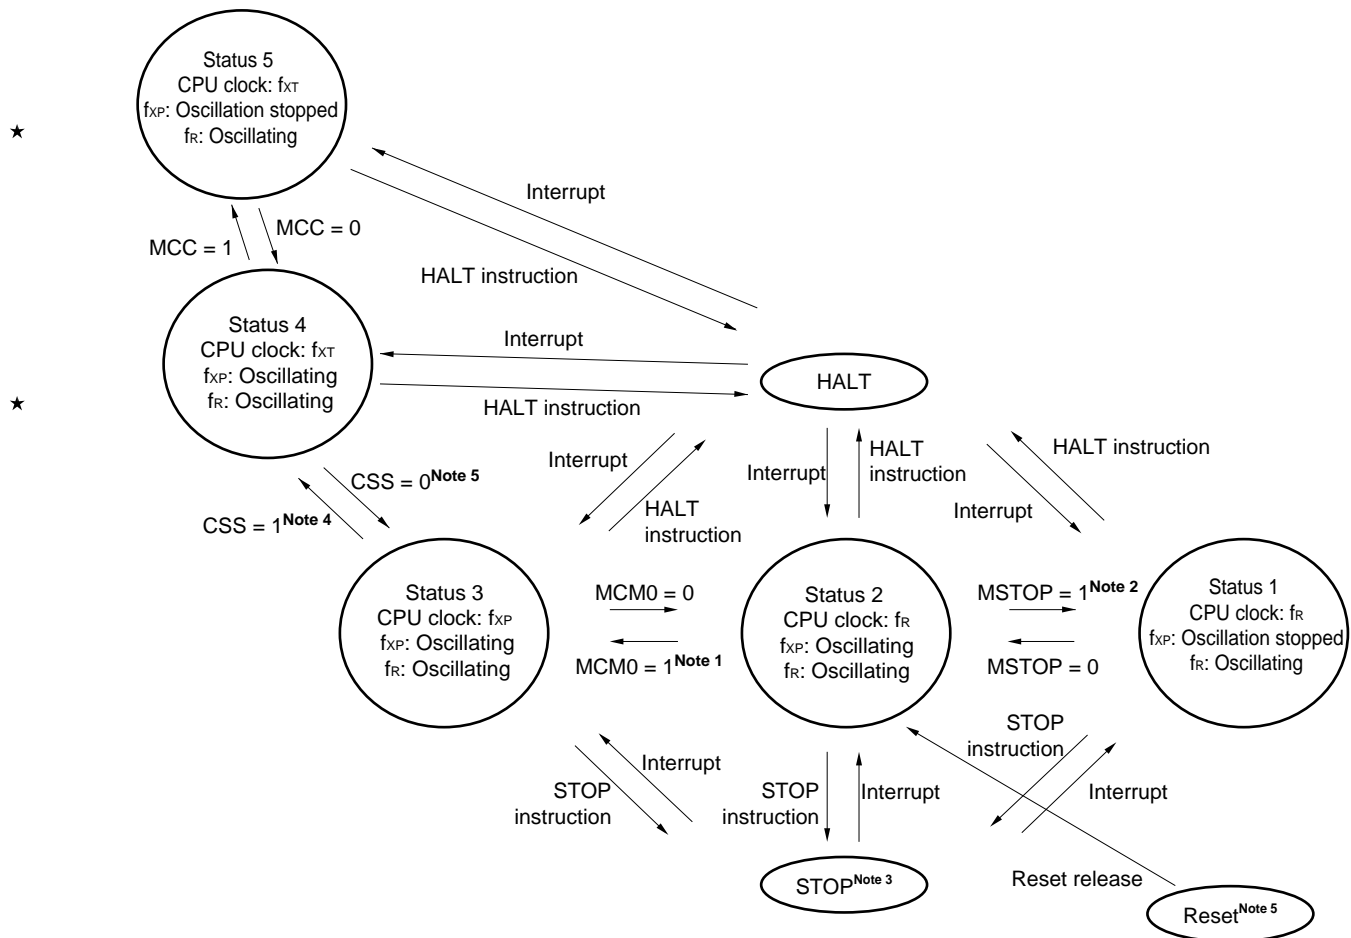 Status 5
CPU clock: fXT
fXP: Oscillation stopped
fR: Oscillating
★
Interrupt
MCC = 0
MCC = 1
HALT instruction
Status 4
CPU clock: fXT
fXP: Oscillating
fR: Oscillating
★
Interrupt
HALT instruction
HALT
CSS = 0Note 5
CSS = 1Note 4
Interrupt
HALT
instruction
Interrupt
HALT
instruction
HALT instruction
Interrupt
Status 3
CPU clock: fXP
fXP: Oscillating
fR: Oscillating
MCM0 = 0
MCM0 = 1Note 1
Status 2
CPU clock: fR
fXP: Oscillating
fR: Oscillating
MSTOP = 1Note 2
MSTOP = 0
Status 1
CPU clock: fR
fXP: Oscillation stopped
fR: Oscillating
STOP
instruction
Interrupt
STOP
instruction
Interrupt
STOP
instruction
Interrupt
STOPNote 3
Reset release
ResetNote 5